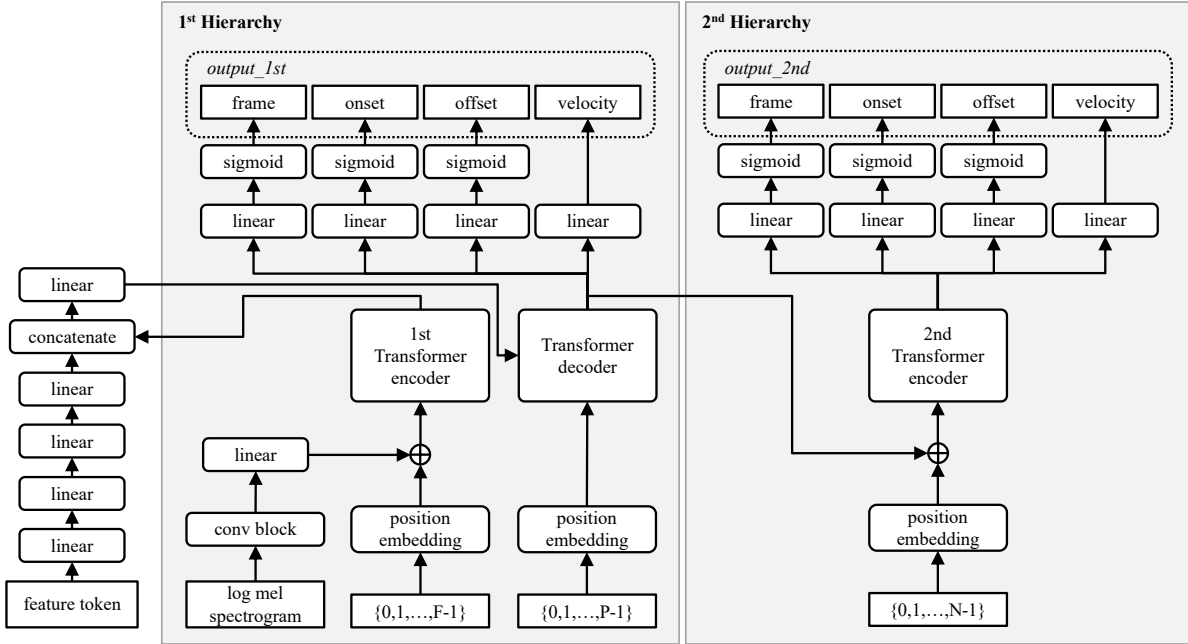 1st Hierarchy
2nd Hierarchy
output_1st
output_2nd
frame
onset
offset
velocity
frame
onset
offset
velocity
sigmoid
sigmoid
sigmoid
sigmoid
sigmoid
sigmoid
linear
linear
linear
linear
linear
linear
linear
linear
linear
concatenate
1st
Transformer
encoder
Transformer
decoder
2nd
Transformer
encoder
linear
linear
linear
linear
linear
conv block
position
embedding
position
embedding
position
embedding
feature token
log mel
spectrogram
{0,1,…,F-1}
{0,1,…,P-1}
{0,1,…,N-1}